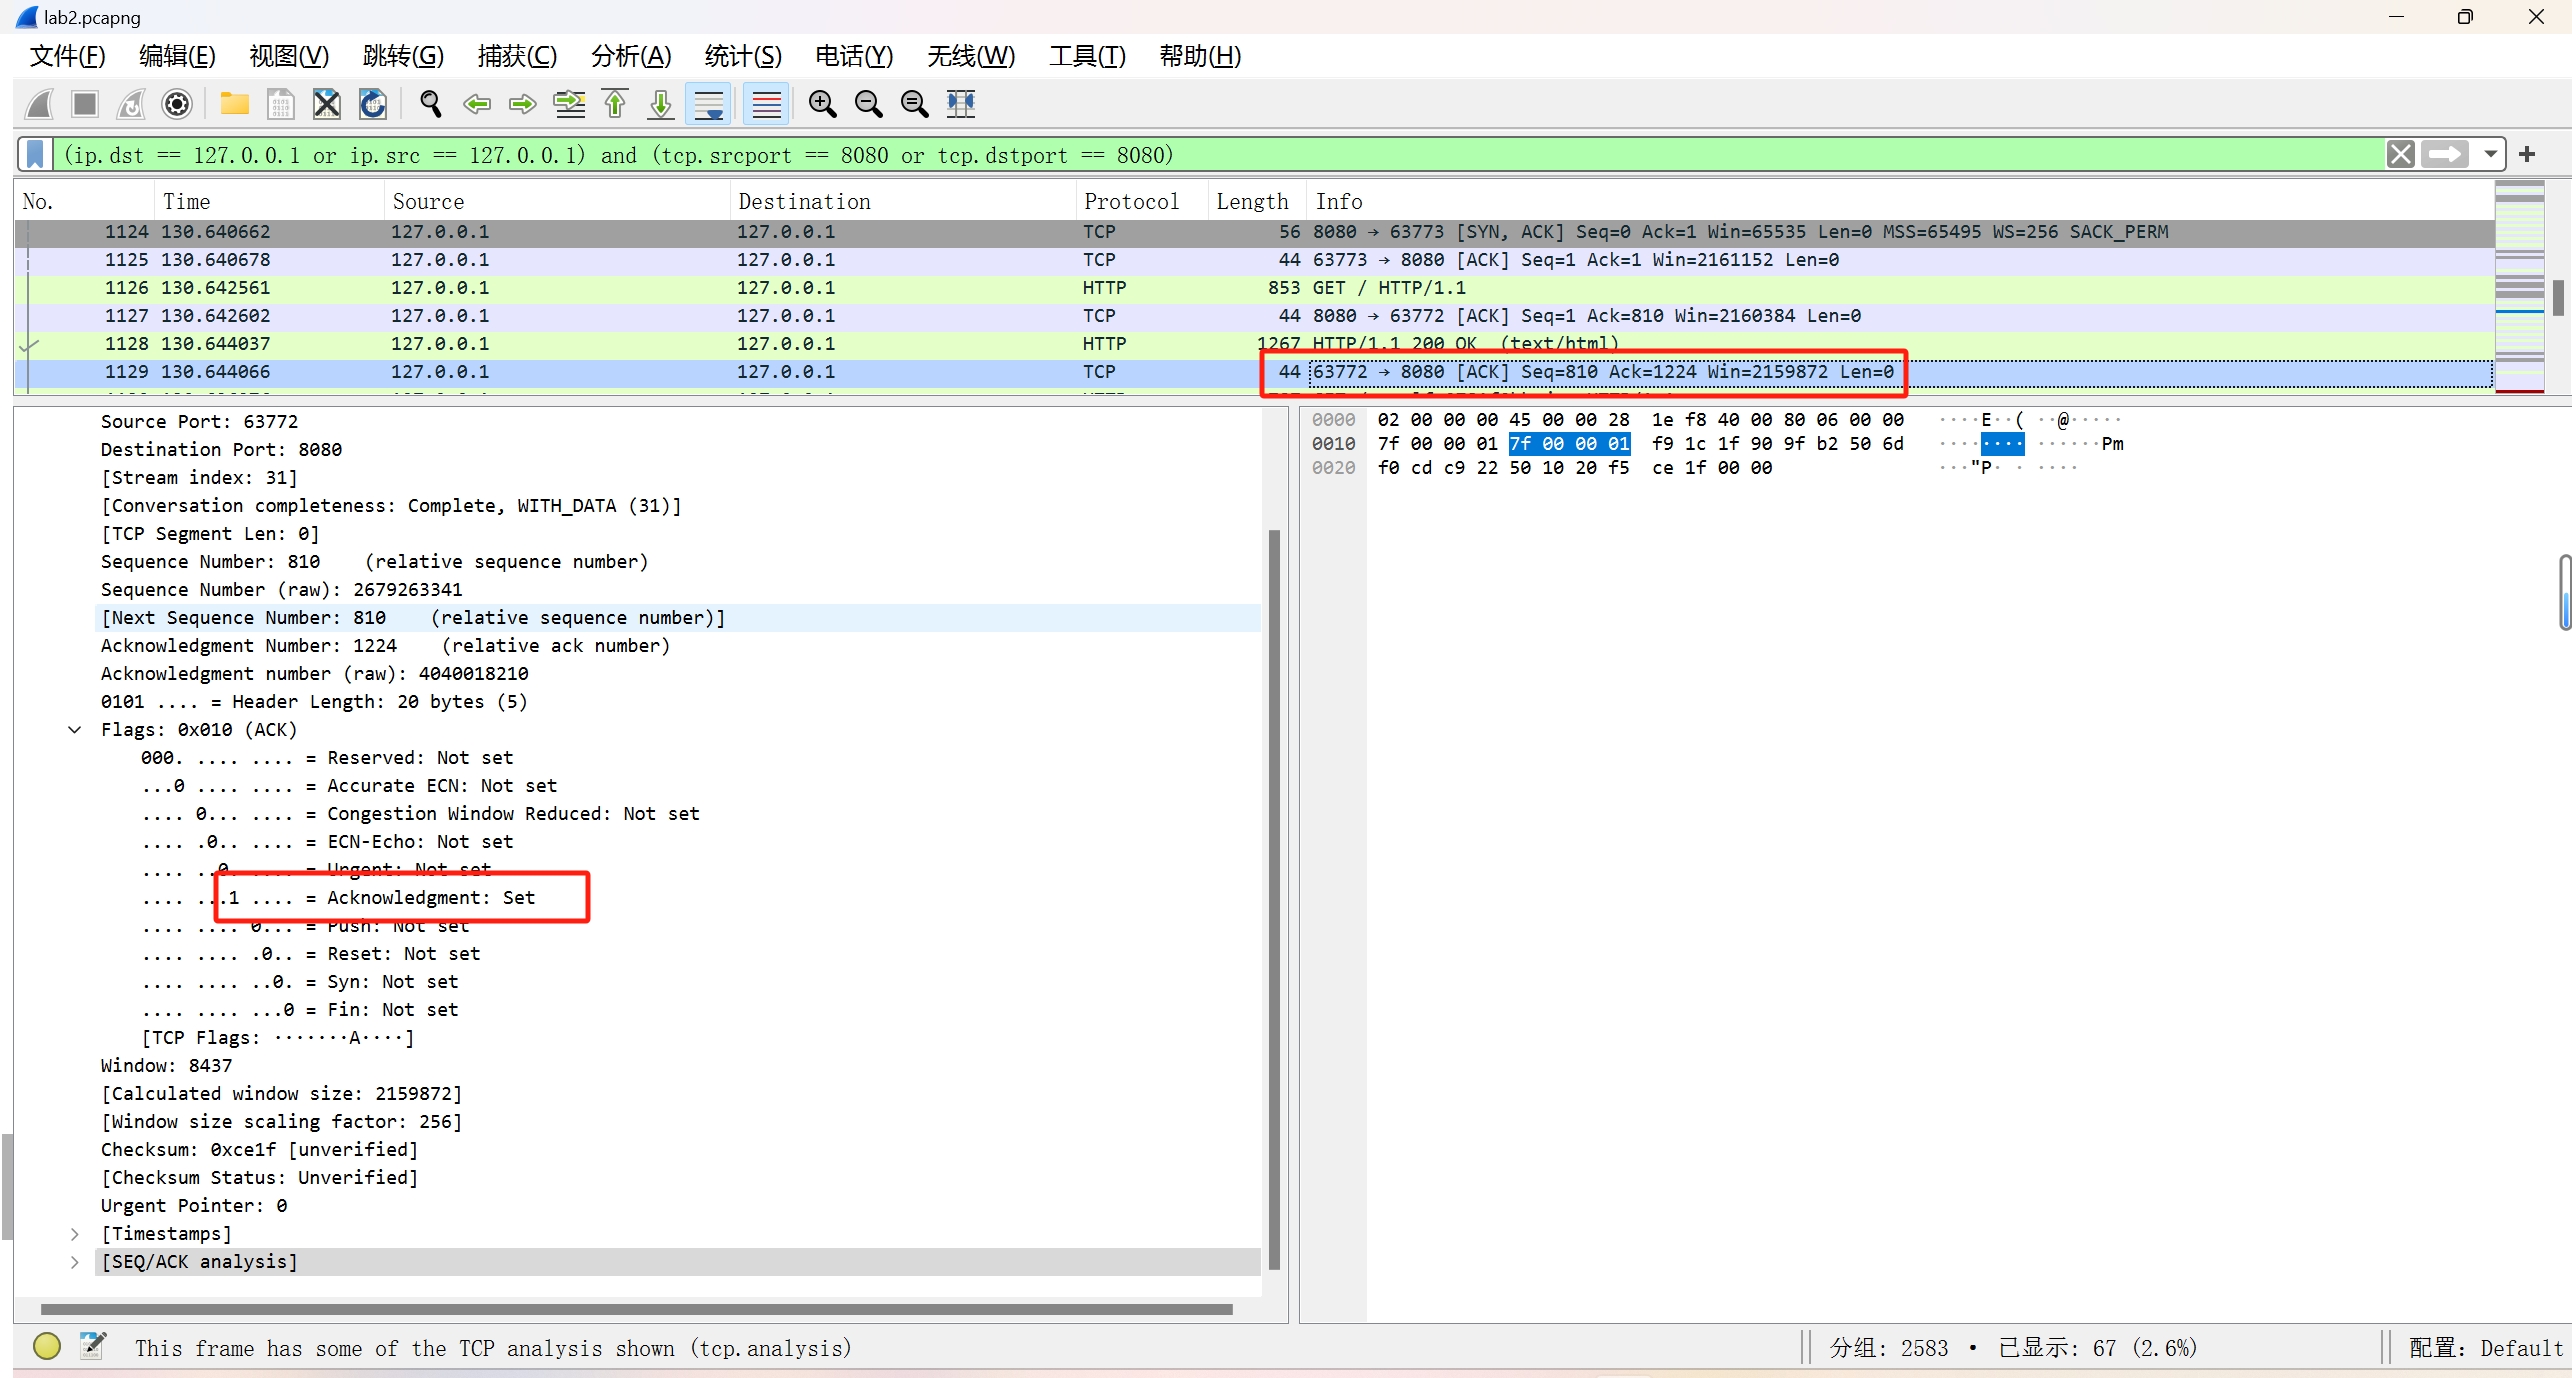 lab2.pcapng
文件(F) 编辑(E) 视图(V) 跳转(G) 捕获(C) 分析(A) 统计(S) 电话(Y) 无线(W) 工具(T) 帮助(H)
(ip.dst == 127.0.0.1 or ip.src == 127.0.0.1) and (tcp.srcport == 8080 or tcp.dstport == 8080)
No. Time Source Destination Protocol Length Info
1124 130.640662 127.0.0.1 127.0.0.1 TCP 56 8080 → 63773 [SYN, ACK] Seq=0 Ack=1 Win=65535 Len=0 MSS=65495 WS=256 SACK_PERM
1125 130.640678 127.0.0.1 127.0.0.1 TCP 44 63773 → 8080 [ACK] Seq=1 Ack=1 Win=2161152 Len=0
1126 130.642561 127.0.0.1 127.0.0.1 HTTP 853 GET / HTTP/1.1
1127 130.642602 127.0.0.1 127.0.0.1 TCP 44 8080 → 63772 [ACK] Seq=1 Ack=810 Win=2160384 Len=0
1128 130.644037 127.0.0.1 127.0.0.1 HTTP 1267 HTTP/1.1 200 OK (text/html)
1129 130.644066 127.0.0.1 127.0.0.1 TCP 44 63772 → 8080 [ACK] Seq=810 Ack=1224 Win=2159872 Len=0
Source Port: 63772
Destination Port: 8080
[Stream index: 31]
[Conversation completeness: Complete, WITH_DATA (31)]
[TCP Segment Len: 0]
Sequence Number: 810 (relative sequence number)
Sequence Number (raw): 2679263341
[Next Sequence Number: 810 (relative sequence number)]
Acknowledgment Number: 1224 (relative ack number)
Acknowledgment number (raw): 4040018210
0101 .... = Header Length: 20 bytes (5)
Flags: 0x010 (ACK)
000. .... .... = Reserved: Not set
...0 .... .... = Accurate ECN: Not set
.... 0... .... = Congestion Window Reduced: Not set
.... .0.. .... = ECN-Echo: Not set
.... ..0. .... = Urgent: Not set
.... ...1 .... = Acknowledgment: Set
.... .... 0... = Push: Not set
.... .... .0.. = Reset: Not set
.... .... ..0. = Syn: Not set
.... .... ...0 = Fin: Not set
[TCP Flags: ·······A····]
Window: 8437
[Calculated window size: 2159872]
[Window size scaling factor: 256]
Checksum: 0xce1f [unverified]
[Checksum Status: Unverified]
Urgent Pointer: 0
[Timestamps]
[SEQ/ACK analysis]
0000 02 00 00 00 45 00 00 28 1e f8 40 00 80 06 00 00 ····E··( ··@·····
0010 7f 00 00 01 7f 00 00 01 f9 1c 1f 90 9f b2 50 6d ········ ······Pm
0020 f0 cd c9 22 50 10 20 f5 ce 1f 00 00 ···"P· · ····
This frame has some of the TCP analysis shown (tcp.analysis)
分组: 2583 · 已显示: 67 (2.6%)
配置: Default